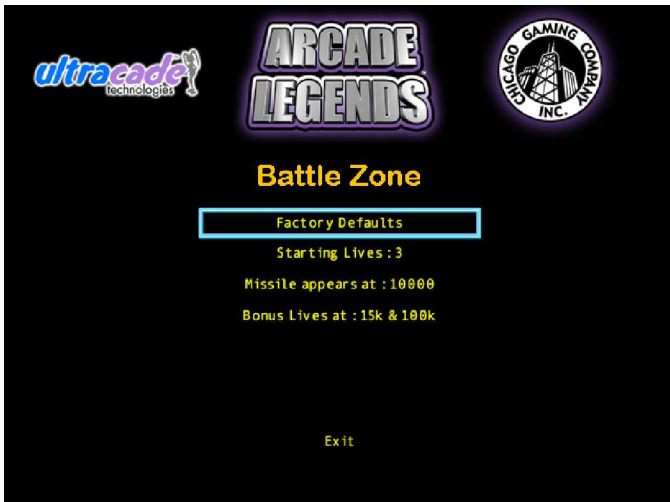 ultracade
technologies
ARCADE
LEGENDS
CHICAGO GAMING COMPANY
INC.
Battle Zone
Factory Defaults
Starting Lives : 3
Missile appears at : 10000
Bonus Lives at : 15k & 100k
Exit